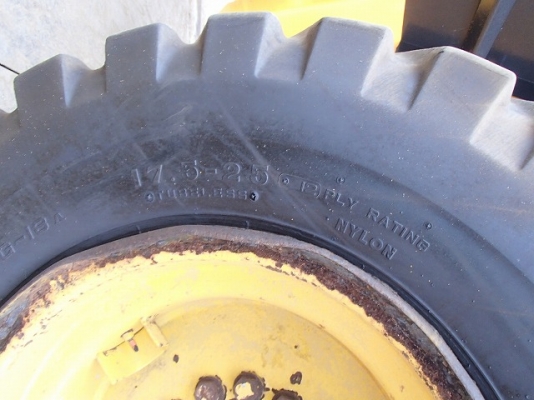 17.5-25
TUBELESS
12 PLY RATING
NYLON